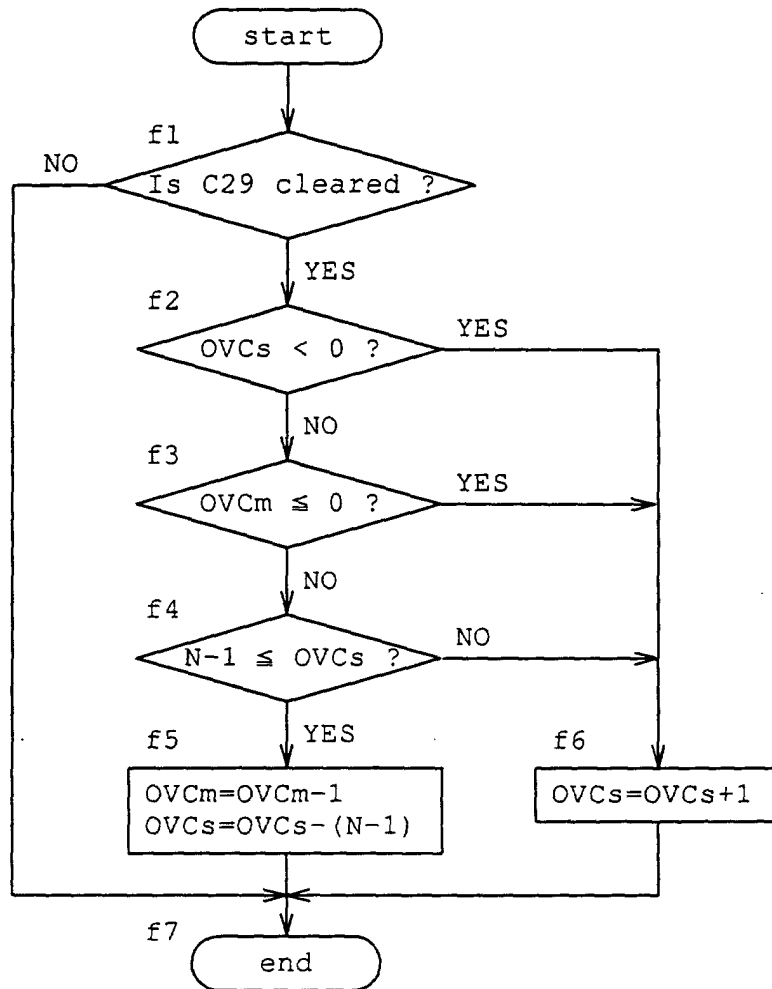 start
f1
NO
Is C29 cleared ?
YES
f2
YES
OVCs < 0 ?
NO
f3
YES
OVCm ≦ 0 ?
NO
f4
NO
N-1 ≦ OVCs ?
YES
f5
f6
OVCm=OVCm-1
OVCs=OVCs-(N-1)
OVCs=OVCs+1
f7
end